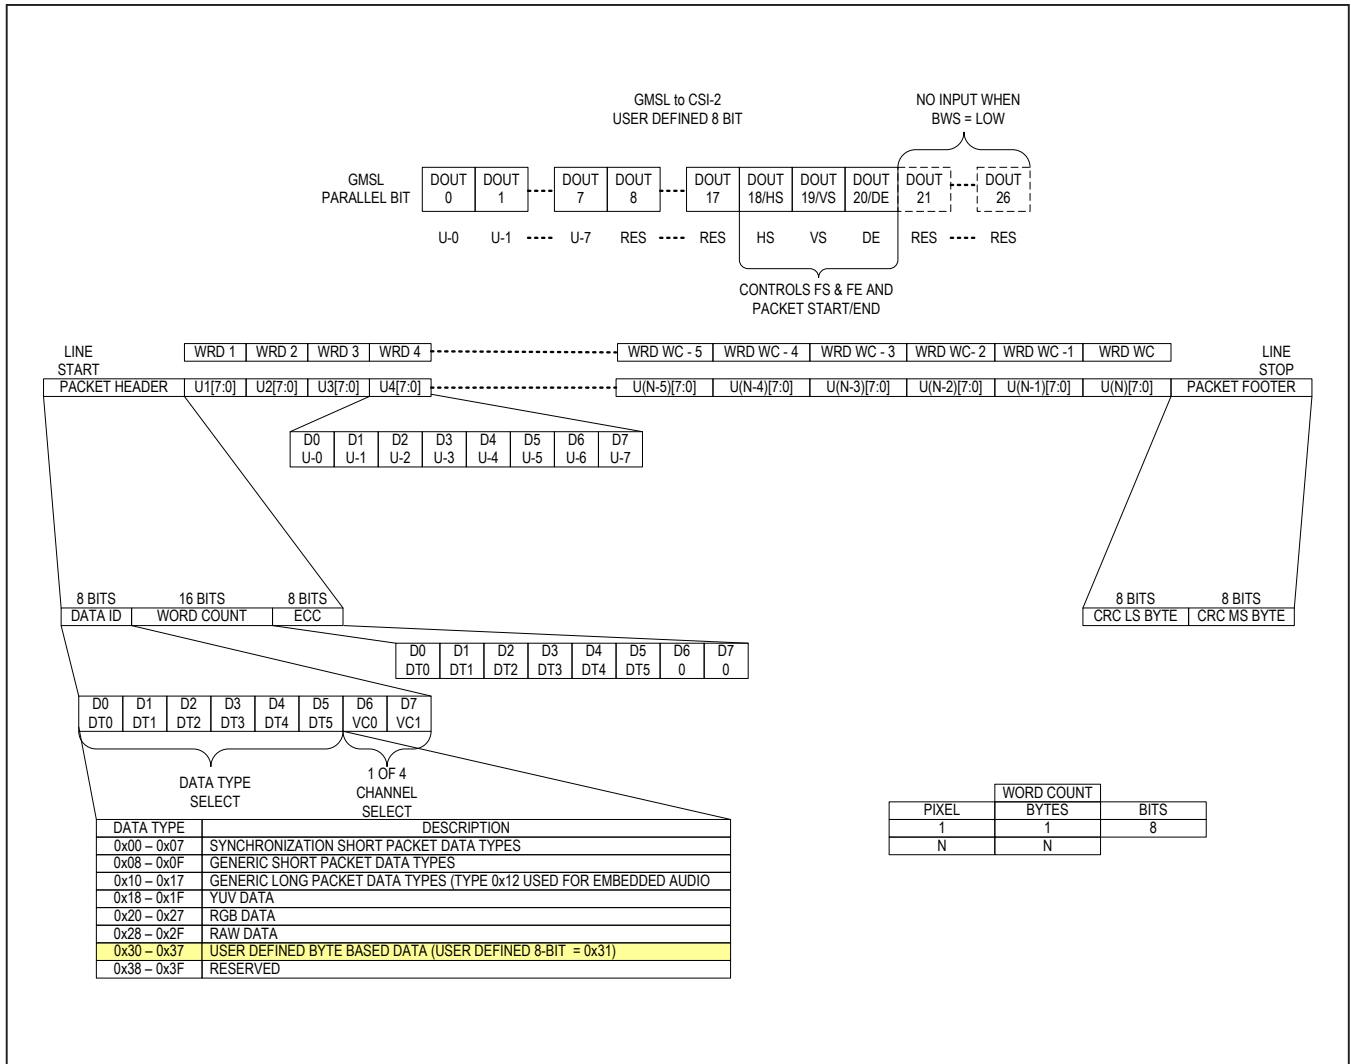 GMSL to CSI-2
USER DEFINED 8 BIT
NO INPUT WHEN
BWS = LOW
GMSL
PARALLEL BIT
DOUT 0 DOUT 1 DOUT 7 DOUT 8 DOUT 17 DOUT 18/HS DOUT 19/VS DOUT 20/DE DOUT 21 DOUT 26
U-0 U-1 U-7 RES RES HS VS DE RES RES
CONTROLS FS & FE AND
PACKET START/END
LINE
START
WRD 1 WRD 2 WRD 3 WRD 4 WRD WC - 5 WRD WC - 4 WRD WC - 3 WRD WC- 2 WRD WC -1 WRD WC
LINE
STOP
PACKET HEADER U1[7:0] U2[7:0] U3[7:0] U4[7:0] U(N-5)[7:0] U(N-4)[7:0] U(N-3)[7:0] U(N-2)[7:0] U(N-1)[7:0] U(N)[7:0] PACKET FOOTER
D0 D1 D2 D3 D4 D5 D6 D7
U-0 U-1 U-2 U-3 U-4 U-5 U-6 U-7
8 BITS 16 BITS 8 BITS
DATA ID WORD COUNT ECC
8 BITS 8 BITS
CRC LS BYTE CRC MS BYTE
D0 D1 D2 D3 D4 D5 D6 D7
DT0 DT1 DT2 DT3 DT4 DT5 0 0
D0 D1 D2 D3 D4 D5 D6 D7
DT0 DT1 DT2 DT3 DT4 DT5 VC0 VC1
DATA TYPE
SELECT
1 OF 4
CHANNEL
SELECT
DATA TYPE DESCRIPTION
0x00 – 0x07 SYNCHRONIZATION SHORT PACKET DATA TYPES
0x08 – 0x0F GENERIC SHORT PACKET DATA TYPES
0x10 – 0x17 GENERIC LONG PACKET DATA TYPES (TYPE 0x12 USED FOR EMBEDDED AUDIO
0x18 – 0x1F YUV DATA
0x20 – 0x27 RGB DATA
0x28 – 0x2F RAW DATA
0x30 – 0x37 USER DEFINED BYTE BASED DATA (USER DEFINED 8-BIT = 0x31)
0x38 – 0x3F RESERVED
WORD COUNT
PIXEL BYTES BITS
1 1 8
N N